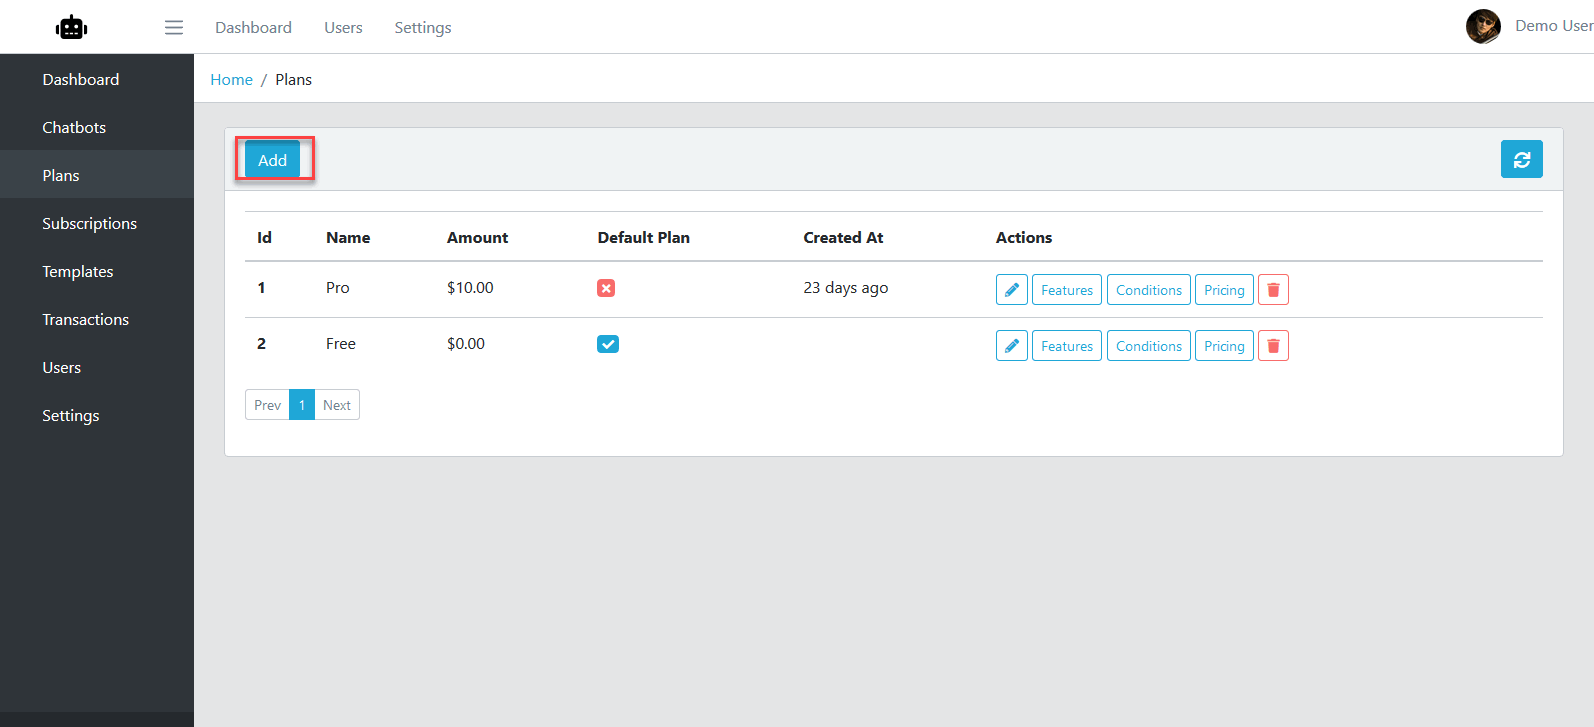 Dashboard Users Settings Demo User
Dashboard
Chatbots
Plans
Subscriptions
Templates
Transactions
Users
Settings
Home / Plans
Add
Id Name Amount Default Plan Created At Actions
1 Pro $10.00 23 days ago Features Conditions Pricing
2 Free $0.00 Features Conditions Pricing
Prev 1 Next